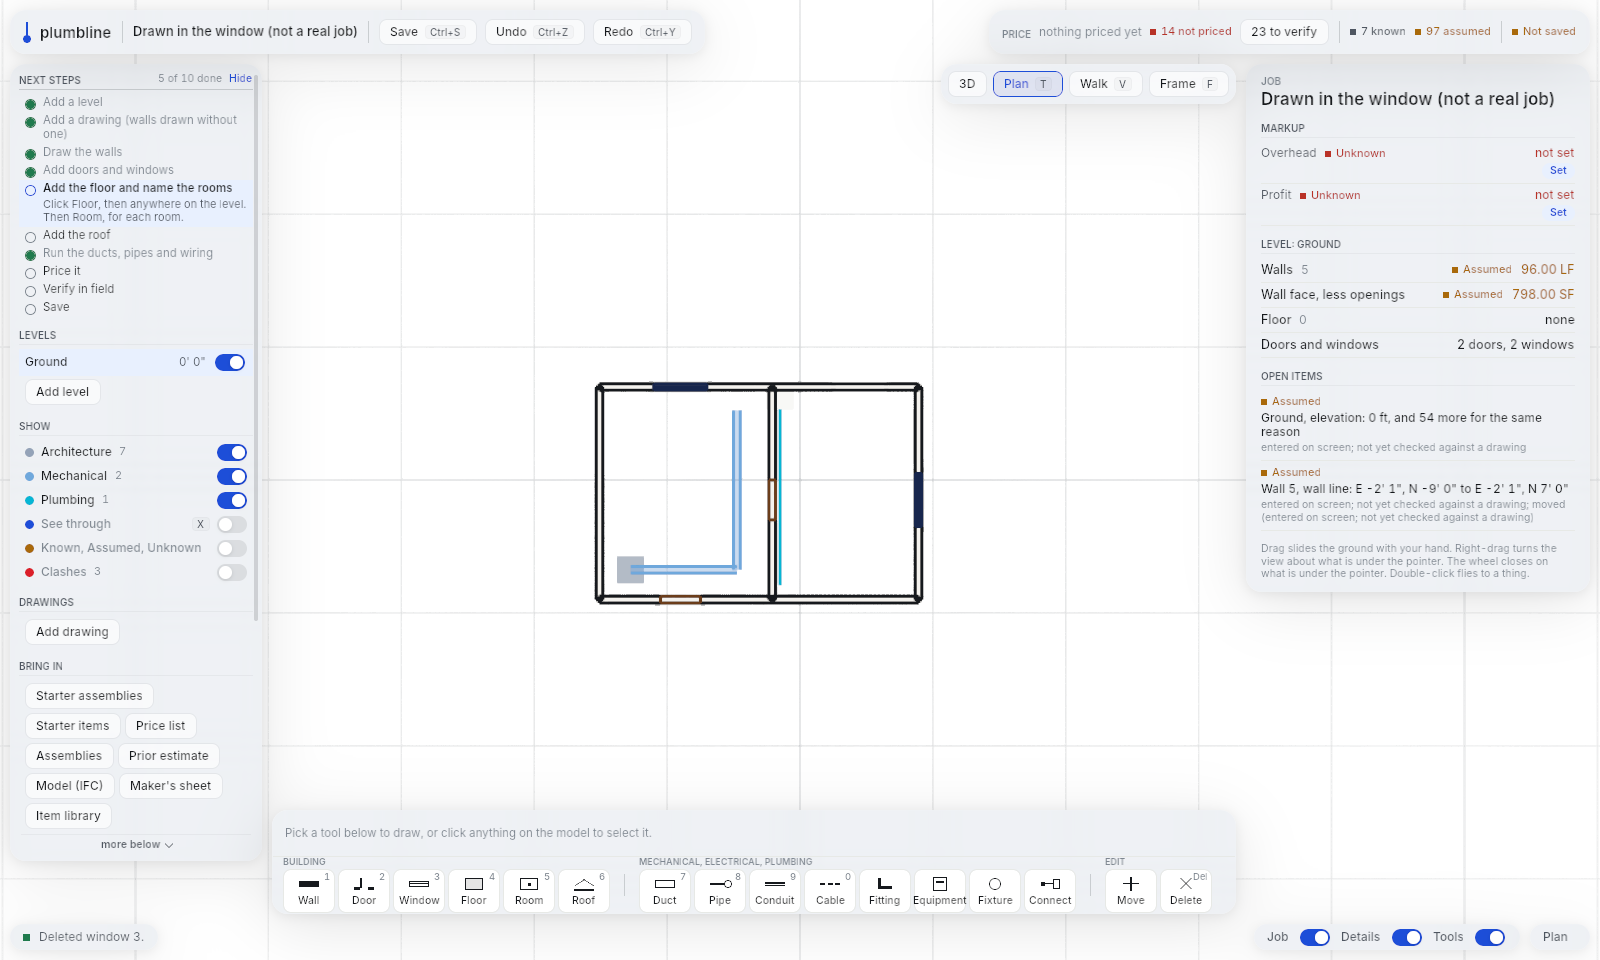 plumbline
Drawn in the window (not a real job)
Save Ctrl+S
Undo Ctrl+Z
Redo Ctrl+Y
PRICE nothing priced yet 14 not priced 23 to verify 7 known 97 assumed Not saved
3D
Plan T
Walk V
Frame F
NEXT STEPS 5 of 10 done Hide
Add a level
Add a drawing (walls drawn without
one)
Draw the walls
Add doors and windows
Add the floor and name the rooms
Click Floor, then anywhere on the level.
Then Room, for each room.
Add the roof
Run the ducts, pipes and wiring
Price it
Verify in field
Save
LEVELS
Ground 0' 0"
Add level
SHOW
Architecture 7
Mechanical 2
Plumbing 1
See through X
Known, Assumed, Unknown
Clashes 3
DRAWINGS
Add drawing
BRING IN
Starter assemblies
Starter items Price list
Assemblies Prior estimate
Model (IFC) Maker's sheet
Item library
more below
Deleted window 3.
JOB
Drawn in the window (not a real job)
MARKUP
Overhead Unknown not set
Set
Profit Unknown not set
Set
LEVEL: GROUND
Walls 5 Assumed 96.00 LF
Wall face, less openings Assumed 798.00 SF
Floor 0 none
Doors and windows 2 doors, 2 windows
OPEN ITEMS
Assumed
Ground, elevation: 0 ft, and 54 more for the same
reason
entered on screen; not yet checked against a drawing
Assumed
Wall 5, wall line: E -2' 1", N -9' 0" to E -2' 1", N 7' 0"
entered on screen; not yet checked against a drawing; moved
(entered on screen; not yet checked against a drawing)
Drag slides the ground with your hand. Right-drag turns the
view about what is under the pointer. The wheel closes on
what is under the pointer. Double-click flies to a thing.
Pick a tool below to draw, or click anything on the model to select it.
BUILDING
Wall 1
Door 2
Window 3
Floor 4
Room 5
Roof 6
MECHANICAL, ELECTRICAL, PLUMBING
Duct 7
Pipe 8
Conduit 9
Cable 0
Fitting
Equipment
Fixture
Connect
EDIT
Move
Delete Del
Job Details Tools Plan